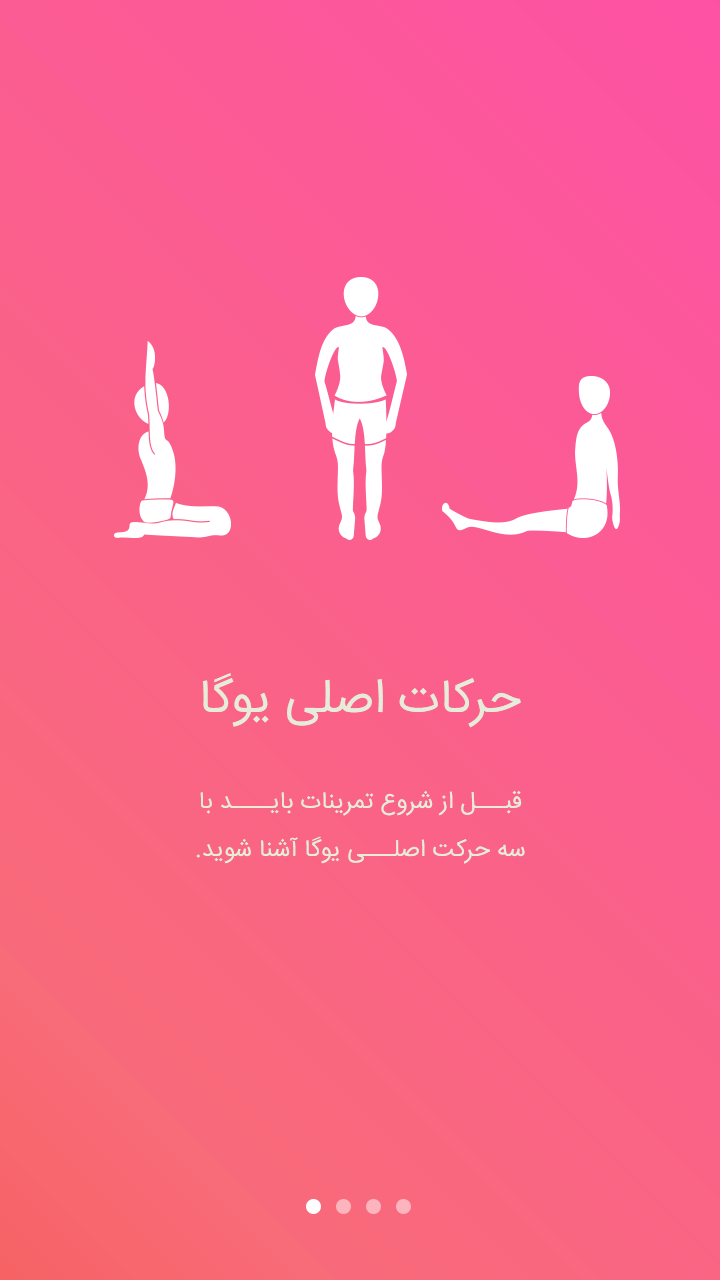 حرکات اصلی یوگا
قبـــل از شروع تمرینات بایـــــد با
سه حرکت اصلـــــی یوگا آشنا شوید.